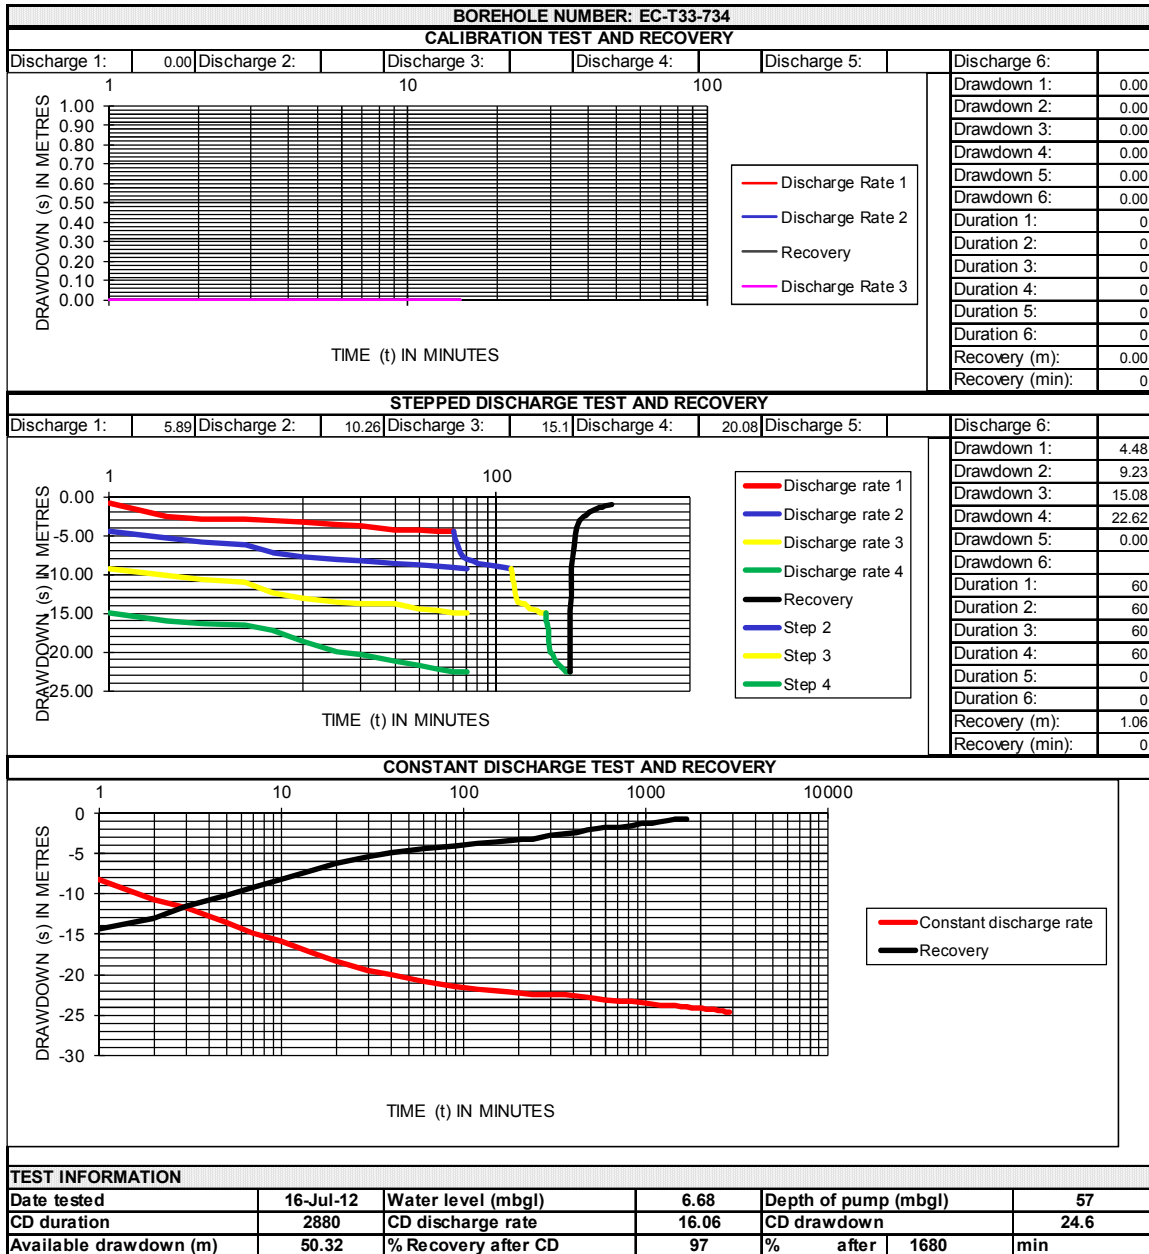 BOREHOLE NUMBER: EC-T33-734
CALIBRATION TEST AND RECOVERY
Discharge 1: 0.00 Discharge 2: Discharge 3: Discharge 4: Discharge 5: Discharge 6:
1 10 100
1.00
0.90
0.80
0.70
0.60
0.50
0.40
0.30
0.20
0.10
0.00
DRAWDOWN (s) IN METRES
TIME (t) IN MINUTES
Discharge Rate 1
Discharge Rate 2
Recovery
Discharge Rate 3
Drawdown 1: 0.00
Drawdown 2: 0.00
Drawdown 3: 0.00
Drawdown 4: 0.00
Drawdown 5: 0.00
Drawdown 6: 0.00
Duration 1: 0
Duration 2: 0
Duration 3: 0
Duration 4: 0
Duration 5: 0
Duration 6: 0
Recovery (m): 0.00
Recovery (min): 0
STEPPED DISCHARGE TEST AND RECOVERY
Discharge 1: 5.89 Discharge 2: 10.26 Discharge 3: 15.1 Discharge 4: 20.08 Discharge 5: Discharge 6:
1 100
0.00
-5.00
-10.00
-15.00
-20.00
-25.00
DRAWDOWN (s) IN METRES
TIME (t) IN MINUTES
Discharge rate 1
Discharge rate 2
Discharge rate 3
Discharge rate 4
Recovery
Step 2
Step 3
Step 4
Drawdown 1: 4.48
Drawdown 2: 9.23
Drawdown 3: 15.08
Drawdown 4: 22.62
Drawdown 5: 0.00
Drawdown 6:
Duration 1: 60
Duration 2: 60
Duration 3: 60
Duration 4: 60
Duration 5: 0
Duration 6: 0
Recovery (m): 1.06
Recovery (min): 0
CONSTANT DISCHARGE TEST AND RECOVERY
1 10 100 1000 10000
0
-5
-10
-15
-20
-25
-30
DRAWDOWN (s) IN METRES
TIME (t) IN MINUTES
Constant discharge rate
Recovery
TEST INFORMATION
Date tested 16-Jul-12 Water level (mbgl) 6.68 Depth of pump (mbgl) 57
CD duration 2880 CD discharge rate 16.06 CD drawdown 24.6
Available drawdown (m) 50.32 % Recovery after CD 97 % after 1680 min